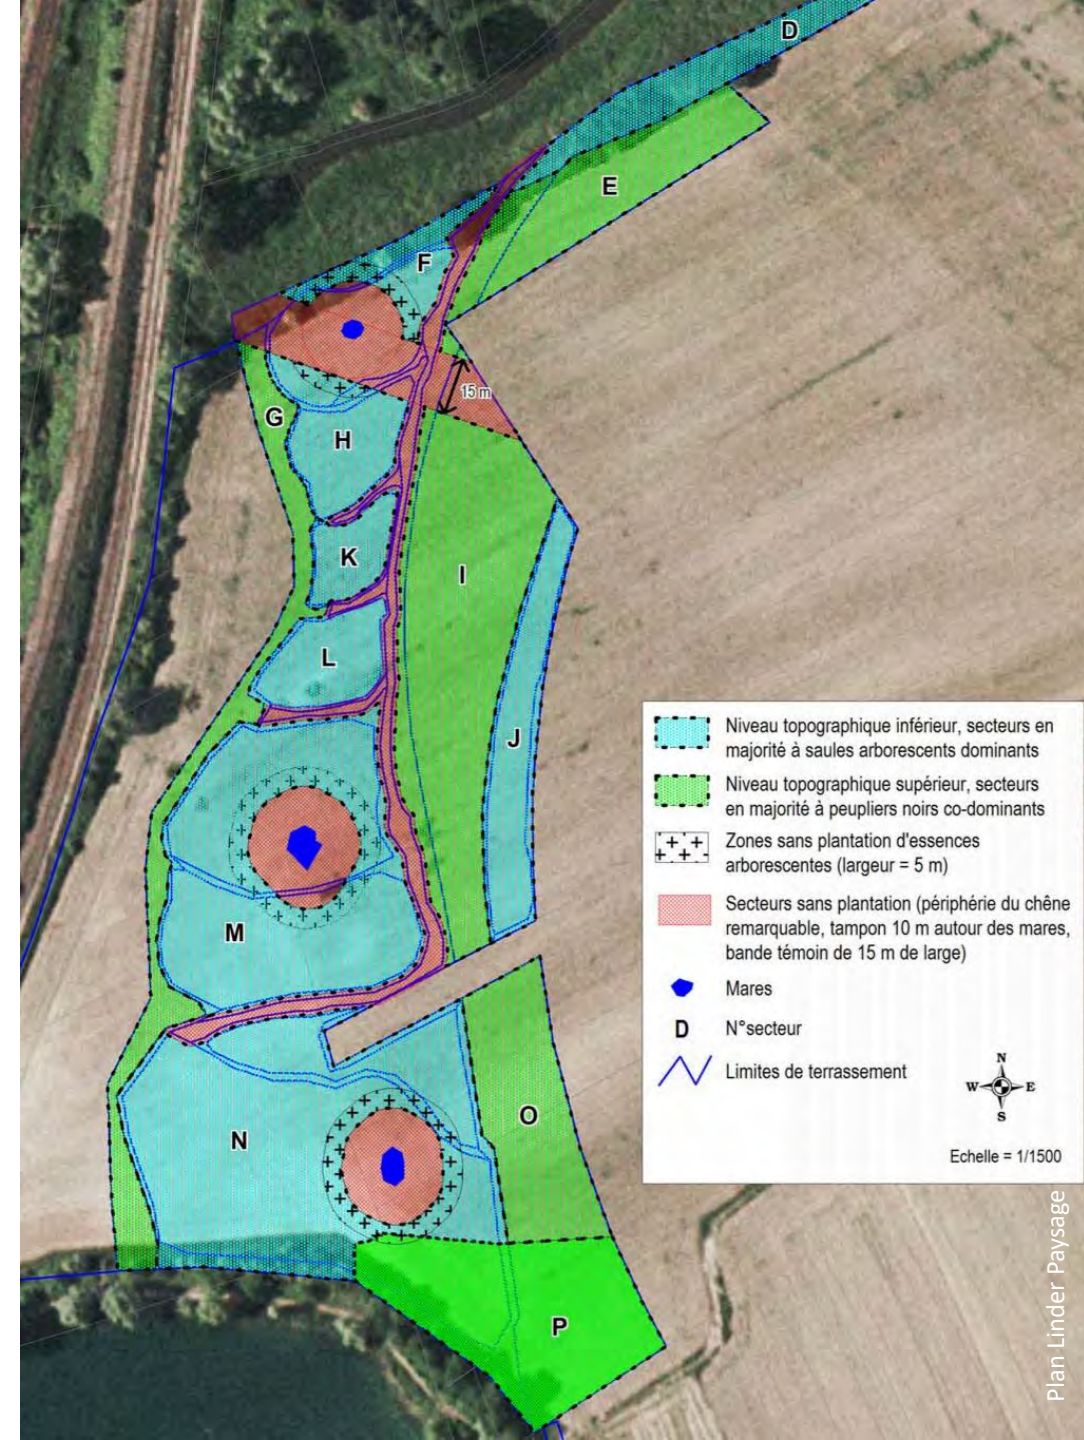 D
E
F
15 m
G
H
K
I
L
J
M
N
O
P
Niveau topographique inférieur, secteurs en
majorité à saules arborescents dominants
Niveau topographique supérieur, secteurs
en majorité à peupliers noirs co-dominants
Zones sans plantation d'essences
arborescentes (largeur = 5 m)
Secteurs sans plantation (périphérie du chêne
remarquable, tampon 10 m autour des mares,
bande témoin de 15 m de large)
Mares
D N°secteur
Limites de terrassement
N
W E
S
Echelle = 1/1500
Plan Linder Paysage